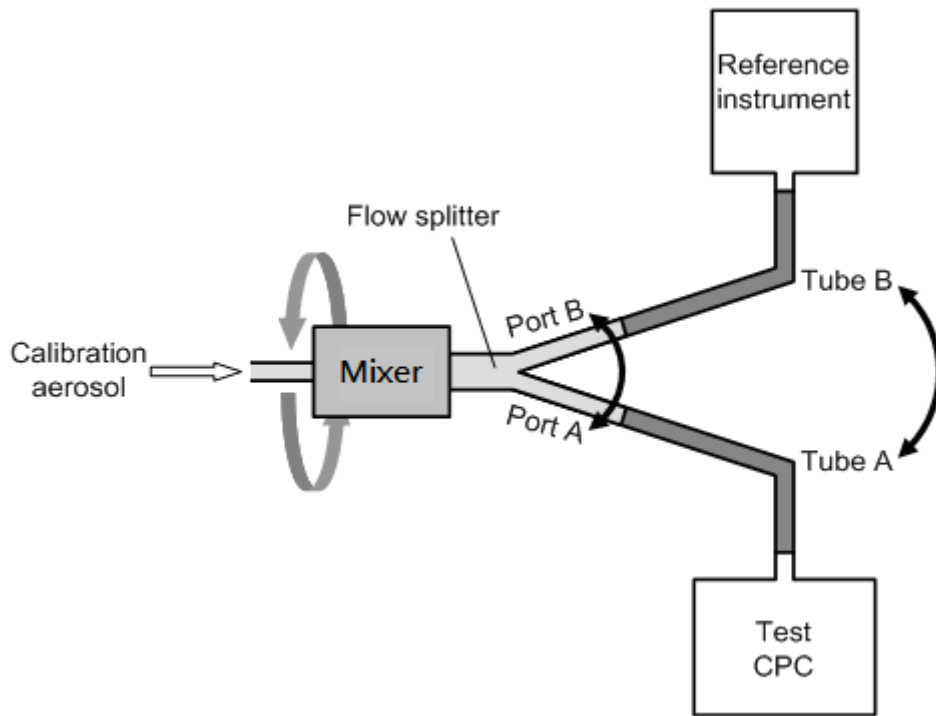 Reference
instrument
Flow splitter
Port B
Tube B
Calibration
aerosol
Mixer
Port A
Tube A
Test
CPC